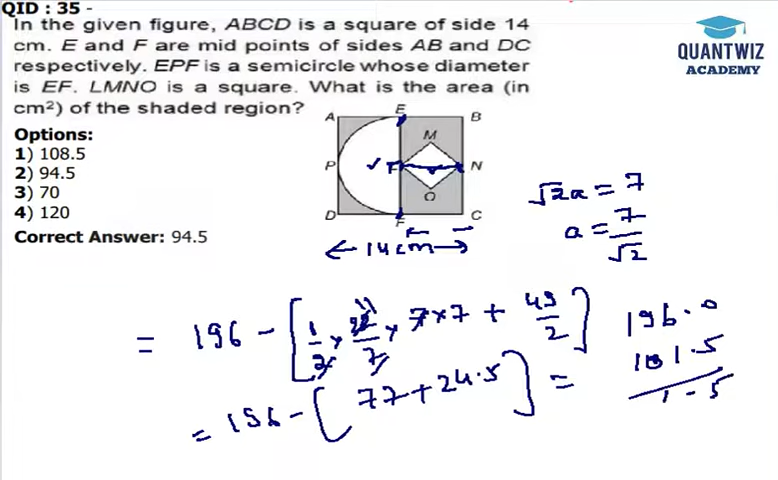 QID : 35 -
In the given figure, ABCD is a square of side 14
cm. E and F are mid points of sides AB and DC
respectively. EPF is a semicircle whose diameter
is EF. LMNO is a square. What is the area (in
cm²) of the shaded region?
QUANTWIZ
ACADEMY
Options:
1) 108.5
2) 94.5
3) 70
4) 120
Correct Answer: 94.5
A E B
M
P N
O
D F C
14cm
√2a = 7
a = 7/√2
= 196 - [1/2 × 22/7 × 7×7 + 49/2]
= 196 - [77 + 24.5] =
196.0
101.5